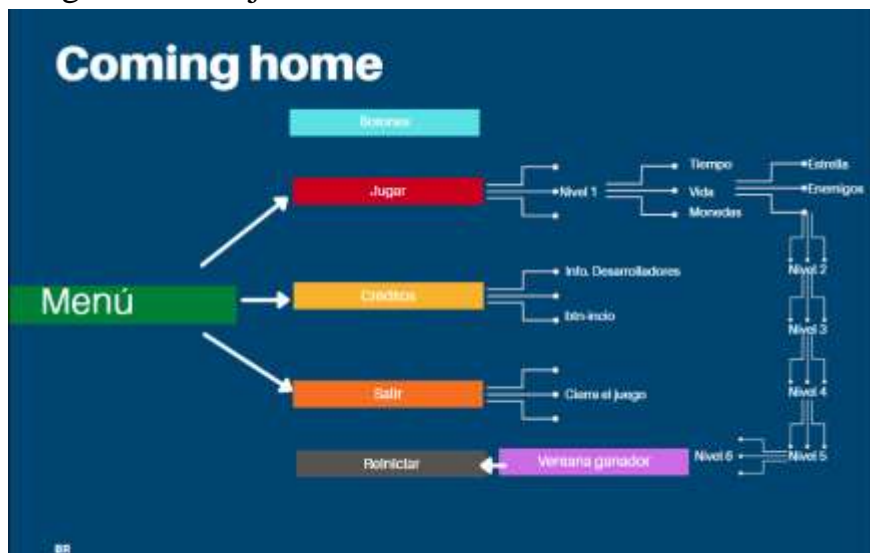 Coming home
Botones
Jugar
Nivel 1
Tiempo
Vida
Monedas
Estrella
Enemigos
Nivel 2
Nivel 3
Nivel 4
Nivel 5
Nivel 6
Menú
Créditos
Info. Desarrolladores
btn-incio
Salir
Cierra el juego
Ventana ganador
Reiniciar